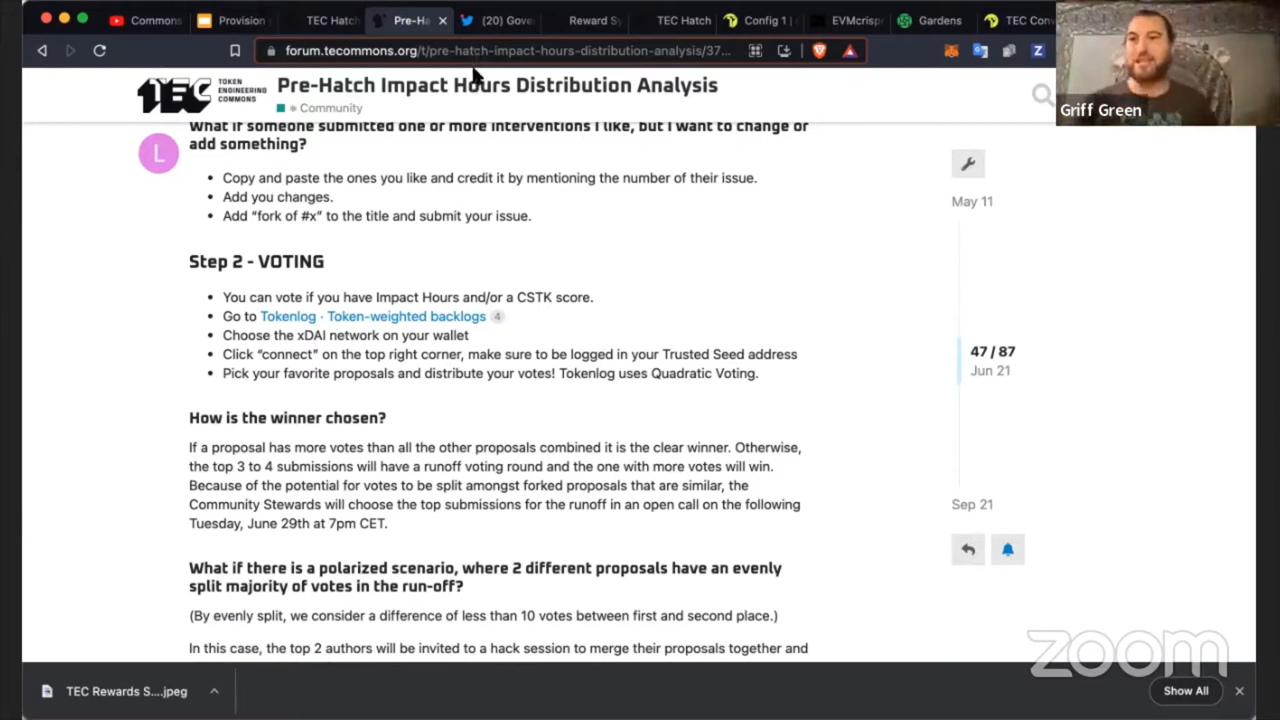 Commons
Provision
TEC Hatch
Pre-Ha
(20) Gove
Reward Sy
TEC Hatch
Config 1 |
EVMcrisp
Gardens
TEC Con
forum.tecommons.org/t/pre-hatch-impact-hours-distribution-analysis/37...
Z
Griff Green
TEC TOKEN ENGINEERING COMMONS
Pre-Hatch Impact Hours Distribution Analysis
Community
What if someone submitted one or more interventions I like, but I want to change or
add something?
L
Copy and paste the ones you like and credit it by mentioning the number of their issue.
Add you changes.
Add “fork of #x” to the title and submit your issue.
Step 2 - VOTING
You can vote if you have Impact Hours and/or a CSTK score.
Go to Tokenlog · Token-weighted backlogs 4
Choose the xDAI network on your wallet
Click “connect” on the top right corner, make sure to be logged in your Trusted Seed address
Pick your favorite proposals and distribute your votes! Tokenlog uses Quadratic Voting.
How is the winner chosen?
If a proposal has more votes than all the other proposals combined it is the clear winner. Otherwise,
the top 3 to 4 submissions will have a runoff voting round and the one with more votes will win.
Because of the potential for votes to be split amongst forked proposals that are similar, the
Community Stewards will choose the top submissions for the runoff in an open call on the following
Tuesday, June 29th at 7pm CET.
What if there is a polarized scenario, where 2 different proposals have an evenly
split majority of votes in the run-off?
(By evenly split, we consider a difference of less than 10 votes between first and second place.)
In this case, the top 2 authors will be invited to a hack session to merge their proposals together and
May 11
47 / 87
Jun 21
Sep 21
zoom
TEC Rewards S....jpeg
Show All